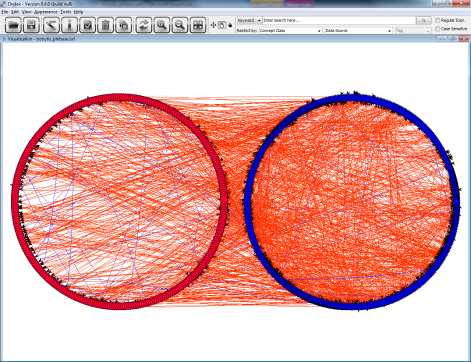 Ondex - Version 0.4.0 (build null)
File Edit View Appearance Tools Help
Keyword Enter search here... Regular Expr.
Restrict by: Concept Class Data Source Tag Case Sensitive
Visualization - botryto_phibase.oxl